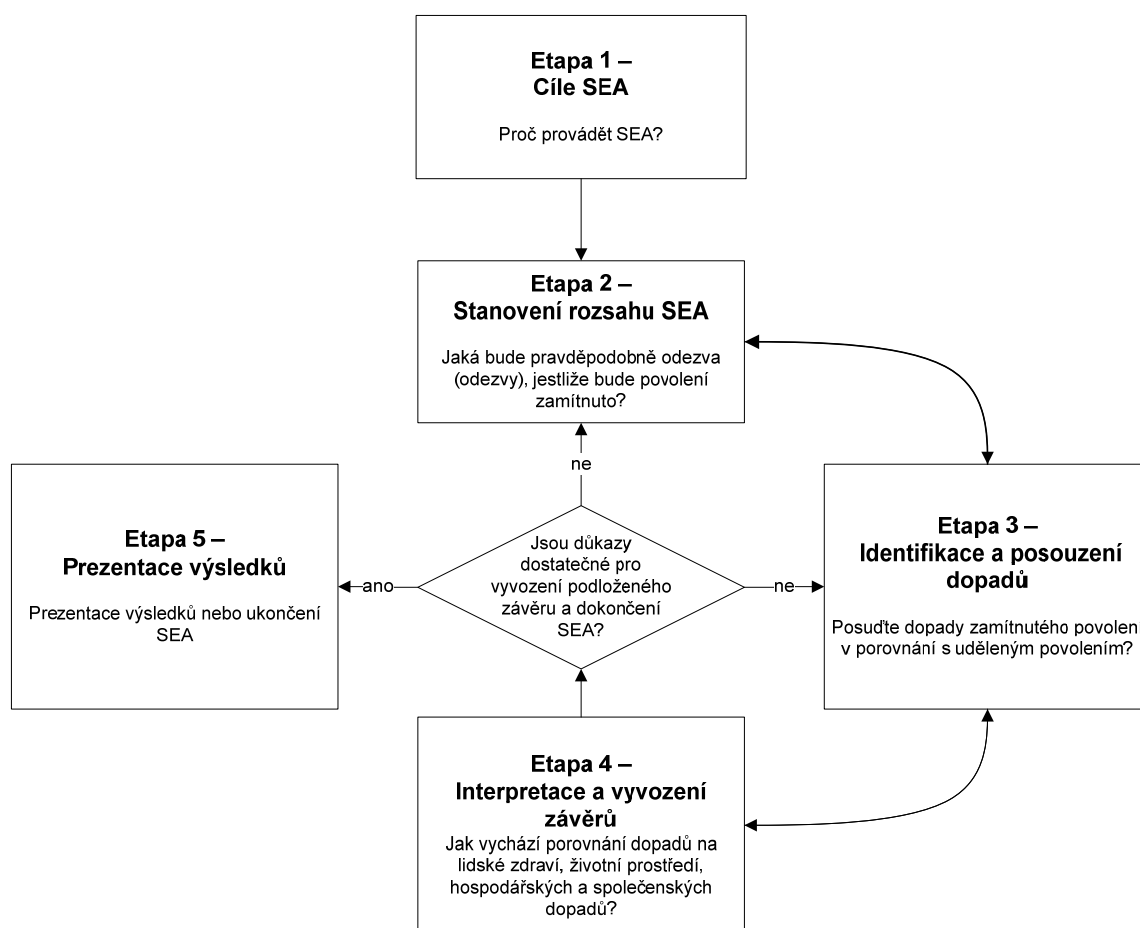 Etapa 1 –
Cíle SEA
Proč provádět SEA?
Etapa 2 –
Stanovení rozsahu SEA
Jaká bude pravděpodobně odezva
(odezvy), jestliže bude povolení
zamítnuto?
ne
Etapa 5 –
Prezentace výsledků
Prezentace výsledků nebo ukončení
SEA
ano
Jsou důkazy
dostatečné pro
vyvození podloženého
závěru a dokončení
SEA?
ne
Etapa 3 –
Identifikace a posouzení
dopadů
Posuďte dopady zamítnutého povolení
v porovnání s uděleným povolením?
Etapa 4 –
Interpretace a vyvození
závěrů
Jak vychází porovnání dopadů na
lidské zdraví, životní prostředí,
hospodářských a společenských
dopadů?